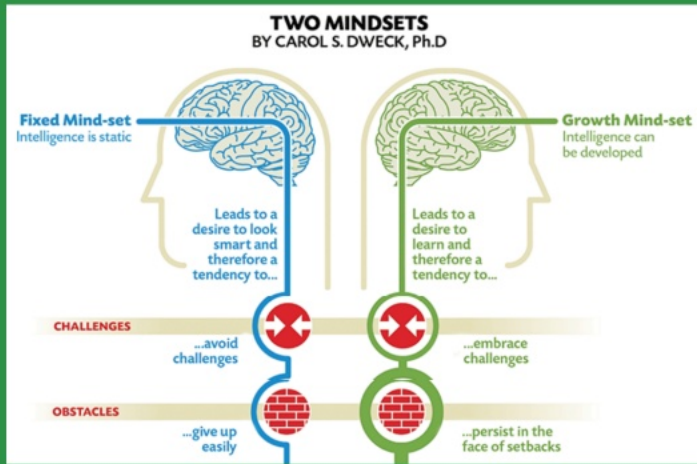 TWO MINDSETS
BY CAROL S. DWECK, Ph.D
Fixed Mind-set
Intelligence is static
Growth Mind-set
Intelligence can
be developed
Leads to a
desire to look
smart and
therefore a
tendency to...
Leads to a
desire to
learn and
therefore a
tendency to...
CHALLENGES
...avoid
challenges
...embrace
challenges
OBSTACLES
...give up
easily
...persist in the
face of setbacks